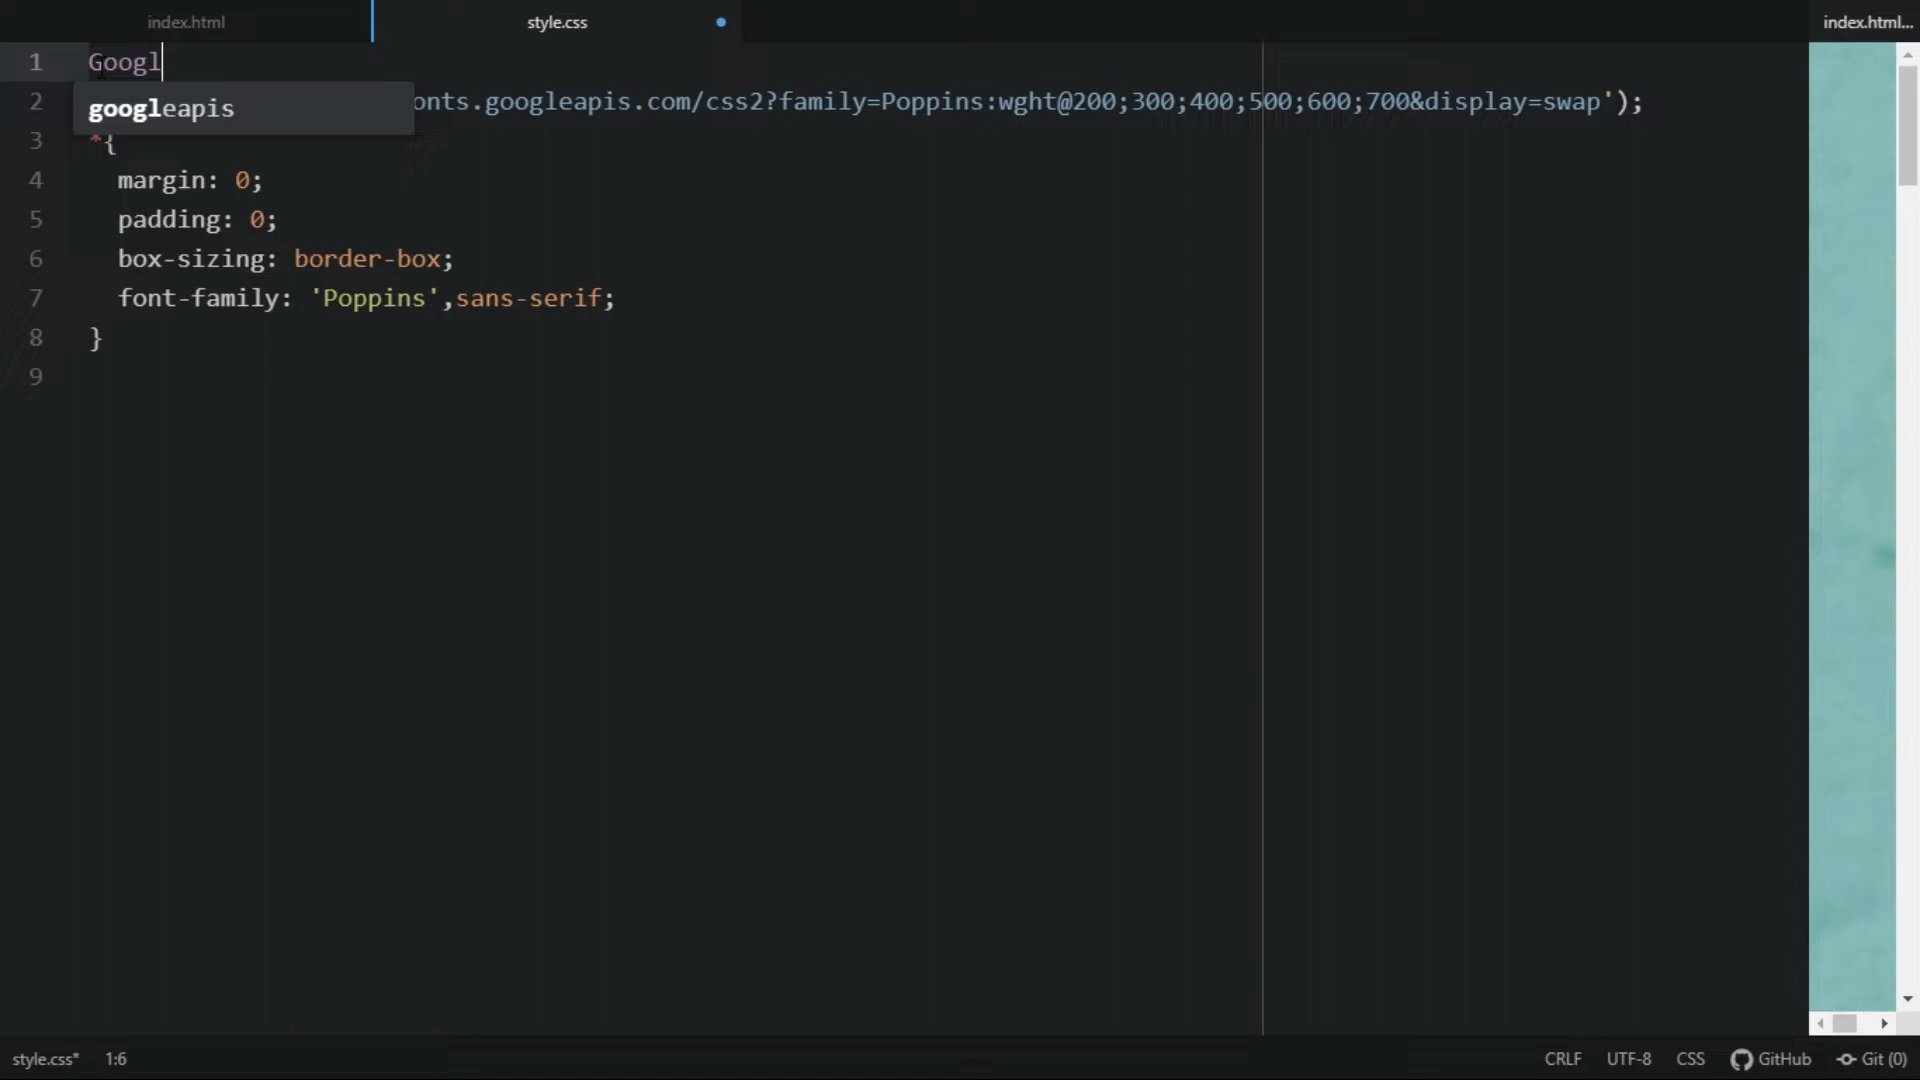 index.html
style.css
index.html...
1 Googl
googleapis
2 onts.googleapis.com/css2?family=Poppins:wght@200;300;400;500;600;700&display=swap');
3 *{
4 margin: 0;
5 padding: 0;
6 box-sizing: border-box;
7 font-family: 'Poppins',sans-serif;
8 }
9
style.css* 1:6 CRLF UTF-8 CSS GitHub Git (0)